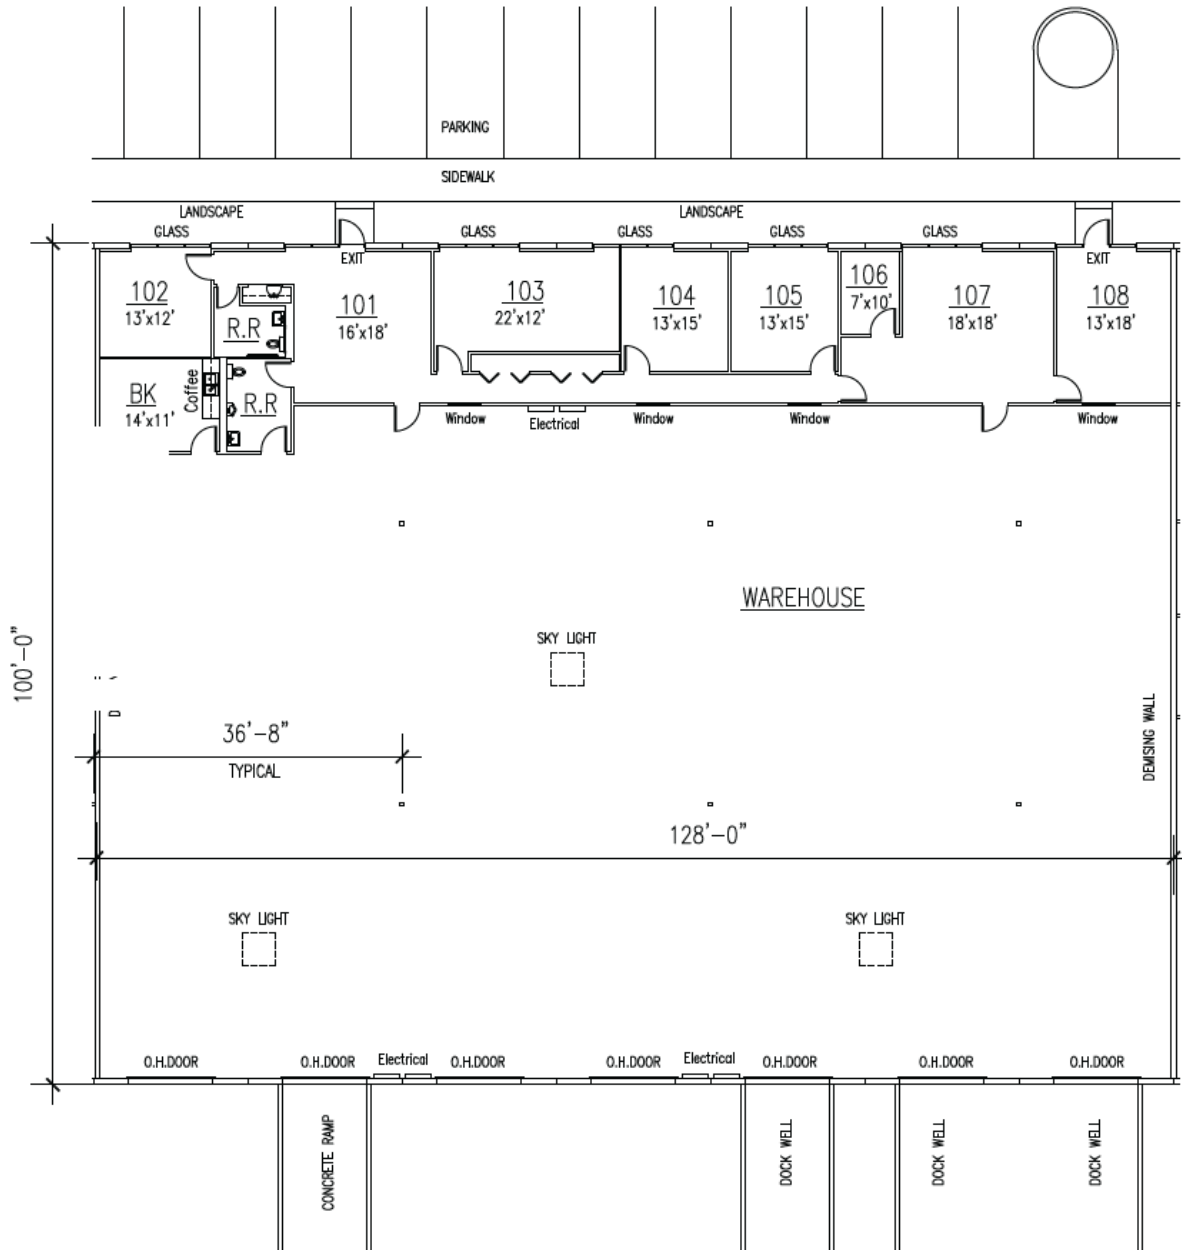 PARKING
SIDEWALK
LANDSCAPE
LANDSCAPE
GLASS
GLASS
GLASS
GLASS
GLASS
EXIT
EXIT
102
13'x12'
R.R
101
16'x18'
103
22'x12'
104
13'x15'
105
13'x15'
106
7'x10'
107
18'x18'
108
13'x18'
BK
14'x11'
Coffee
R.R
Window
Electrical
Window
Window
Window
WAREHOUSE
SKY LIGHT
100'-0"
36'-8"
TYPICAL
DEMISING WALL
128'-0"
SKY LIGHT
SKY LIGHT
O.H.DOOR
O.H.DOOR
Electrical
O.H.DOOR
O.H.DOOR
Electrical
O.H.DOOR
O.H.DOOR
O.H.DOOR
CONCRETE RAMP
DOCK WELL
DOCK WELL
DOCK WELL